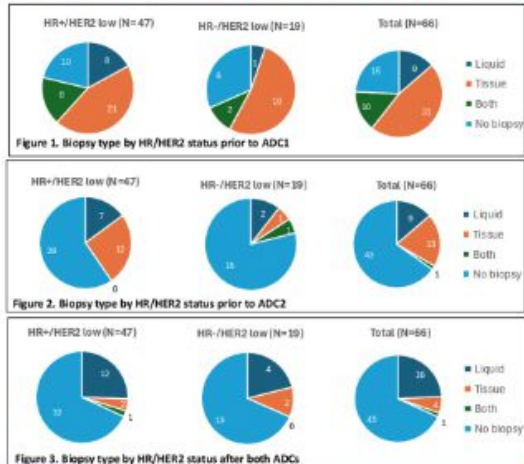 HR+/HER2 low (N=47) HR-/HER2 low (N=19) Total (N=66)
10 8
8 21
6 1
2 10
16 9
10 31
Liquid
Tissue
Both
No biopsy
Figure 1. Biopsy type by HR/HER2 status prior to ADC1
HR+/HER2 low (N=47) HR-/HER2 low (N=19) Total (N=66)
7 12 0
2 1 1
9 13 1
Liquid
Tissue
Both
No biopsy
Figure 2. Biopsy type by HR/HER2 status prior to ADC2
HR+/HER2 low (N=47) HR-/HER2 low (N=19) Total (N=66)
12 1 32
4 2 0 13
16 4 1 45
Liquid
Tissue
Both
No biopsy
Figure 3. Biopsy type by HR/HER2 status after both ADCs